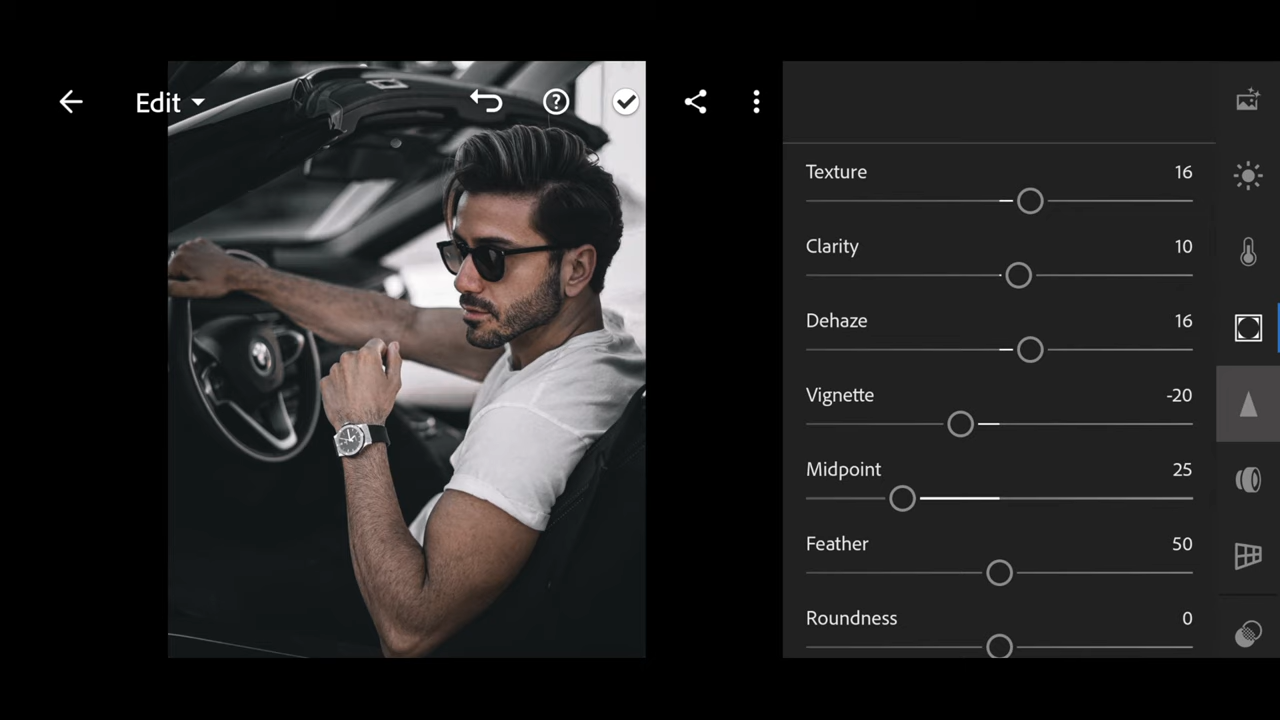 Edit
Texture 16
Clarity 10
Dehaze 16
Vignette -20
Midpoint 25
Feather 50
Roundness 0